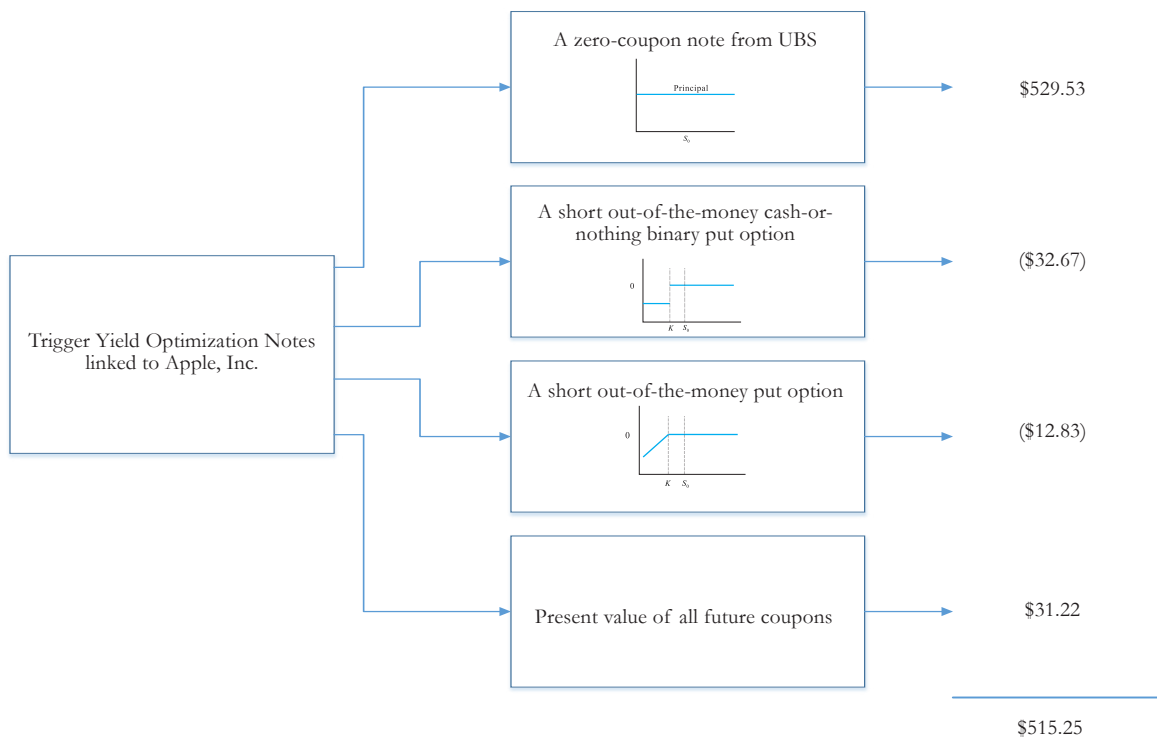 Trigger Yield Optimization Notes
linked to Apple, Inc.
A zero-coupon note from UBS
Principal
S₀
$529.53
A short out-of-the-money cash-or-
nothing binary put option
0
K S₀
($32.67)
A short out-of-the-money put option
0
K S₀
($12.83)
Present value of all future coupons
$31.22
$515.25